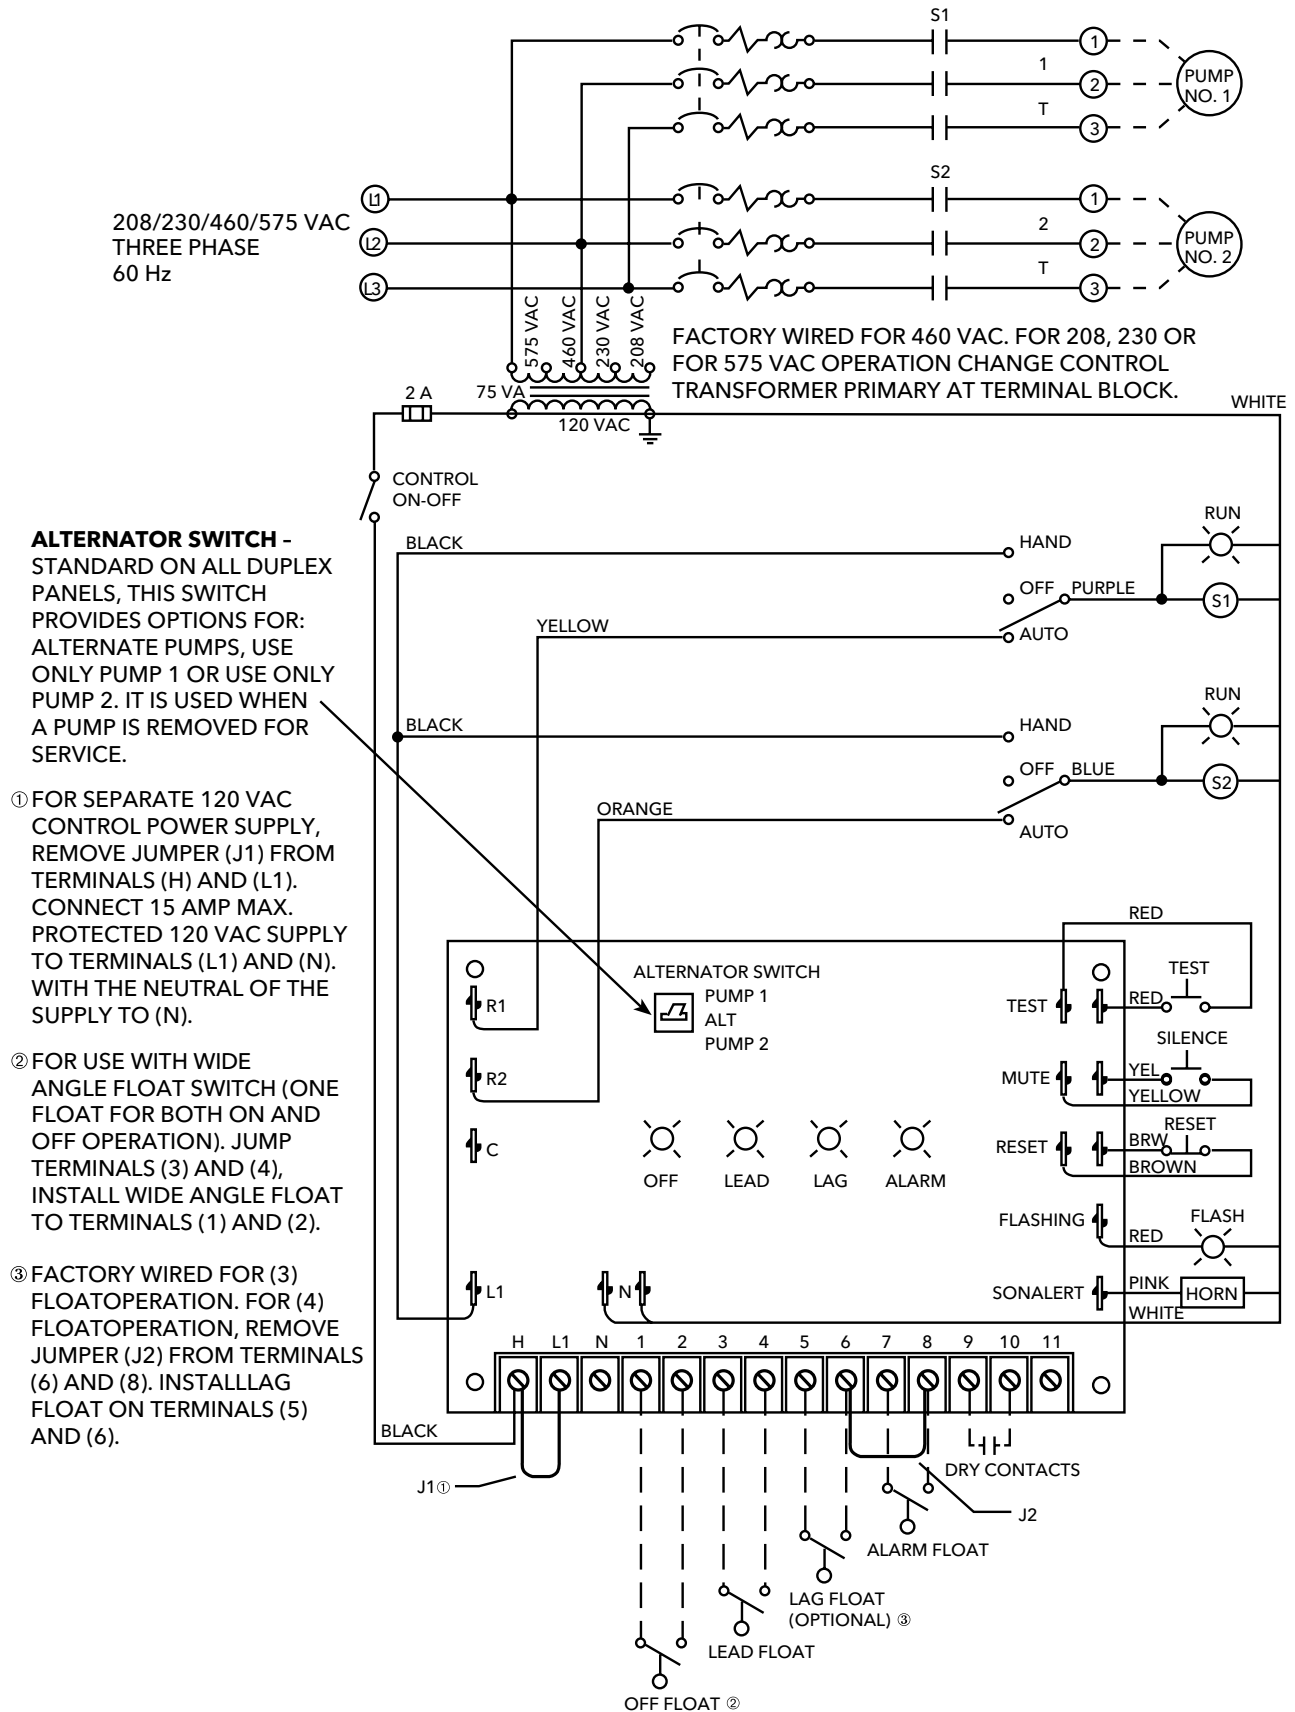 S1
1
1
2
T
3
PUMP
NO. 1
S2
L1
1
208/230/460/575 VAC
THREE PHASE
60 Hz
L2
2
2
PUMP
NO. 2
L3
T
3
575 VAC
460 VAC
230 VAC
208 VAC
FACTORY WIRED FOR 460 VAC. FOR 208, 230 OR
FOR 575 VAC OPERATION CHANGE CONTROL
TRANSFORMER PRIMARY AT TERMINAL BLOCK.
2 A
75 VA
120 VAC
WHITE
CONTROL
ON-OFF
ALTERNATOR SWITCH –
STANDARD ON ALL DUPLEX
PANELS, THIS SWITCH
PROVIDES OPTIONS FOR:
ALTERNATE PUMPS, USE
ONLY PUMP 1 OR USE ONLY
PUMP 2. IT IS USED WHEN
A PUMP IS REMOVED FOR
SERVICE.
① FOR SEPARATE 120 VAC
CONTROL POWER SUPPLY,
REMOVE JUMPER (J1) FROM
TERMINALS (H) AND (L1).
CONNECT 15 AMP MAX.
PROTECTED 120 VAC SUPPLY
TO TERMINALS (L1) AND (N).
WITH THE NEUTRAL OF THE
SUPPLY TO (N).
② FOR USE WITH WIDE
ANGLE FLOAT SWITCH (ONE
FLOAT FOR BOTH ON AND
OFF OPERATION). JUMP
TERMINALS (3) AND (4),
INSTALL WIDE ANGLE FLOAT
TO TERMINALS (1) AND (2).
③ FACTORY WIRED FOR (3)
FLOATOPERATION. FOR (4)
FLOATOPERATION, REMOVE
JUMPER (J2) FROM TERMINALS
(6) AND (8). INSTALLLAG
FLOAT ON TERMINALS (5)
AND (6).
BLACK
HAND
RUN
OFF
PURPLE
S1
YELLOW
AUTO
BLACK
HAND
RUN
OFF
BLUE
S2
ORANGE
AUTO
RED
ALTERNATOR SWITCH
PUMP 1
ALT
PUMP 2
R1
TEST
RED
TEST
SILENCE
R2
MUTE
YEL
YELLOW
C
RESET
BRW
RESET
BROWN
OFF
LEAD
LAG
ALARM
FLASHING
RED
FLASH
L1
N
SONALERT
PINK
HORN
WHITE
H
L1
N
1
2
3
4
5
6
7
8
9
10
11
BLACK
J1①
DRY CONTACTS
J2
ALARM FLOAT
LAG FLOAT
(OPTIONAL) ③
LEAD FLOAT
OFF FLOAT ②